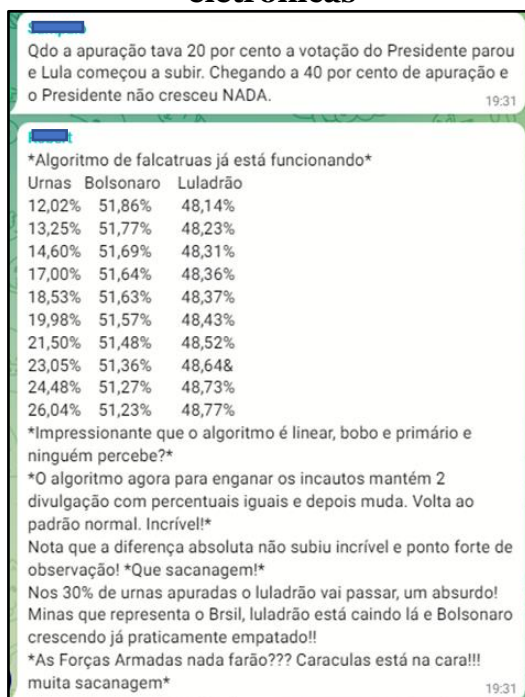 eletrônicas
Qdo a apuração tava 20 por cento a votação do Presidente parou
e Lula começou a subir. Chegando a 40 por cento de apuração e
o Presidente não cresceu NADA.
19:31
*Algoritmo de falcatruas já está funcionando*
Urnas Bolsonaro Luladrão
12,02% 51,86% 48,14%
13,25% 51,77% 48,23%
14,60% 51,69% 48,31%
17,00% 51,64% 48,36%
18,53% 51,63% 48,37%
19,98% 51,57% 48,43%
21,50% 51,48% 48,52%
23,05% 51,36% 48,64&
24,48% 51,27% 48,73%
26,04% 51,23% 48,77%
*Impressionante que o algoritmo é linear, bobo e primário e
ninguém percebe?*
*O algoritmo agora para enganar os incautos mantém 2
divulgação com percentuais iguais e depois muda. Volta ao
padrão normal. Incrível!*
Nota que a diferença absoluta não subiu incrível e ponto forte de
observação! *Que sacanagem!*
Nos 30% de urnas apuradas o luladrão vai passar, um absurdo!
Minas que representa o Brsil, luladrão está caindo lá e Bolsonaro
crescendo já praticamente empatado!!
*As Forças Armadas nada farão??? Caraculas está na cara!!!
muita sacanagem*
19:31